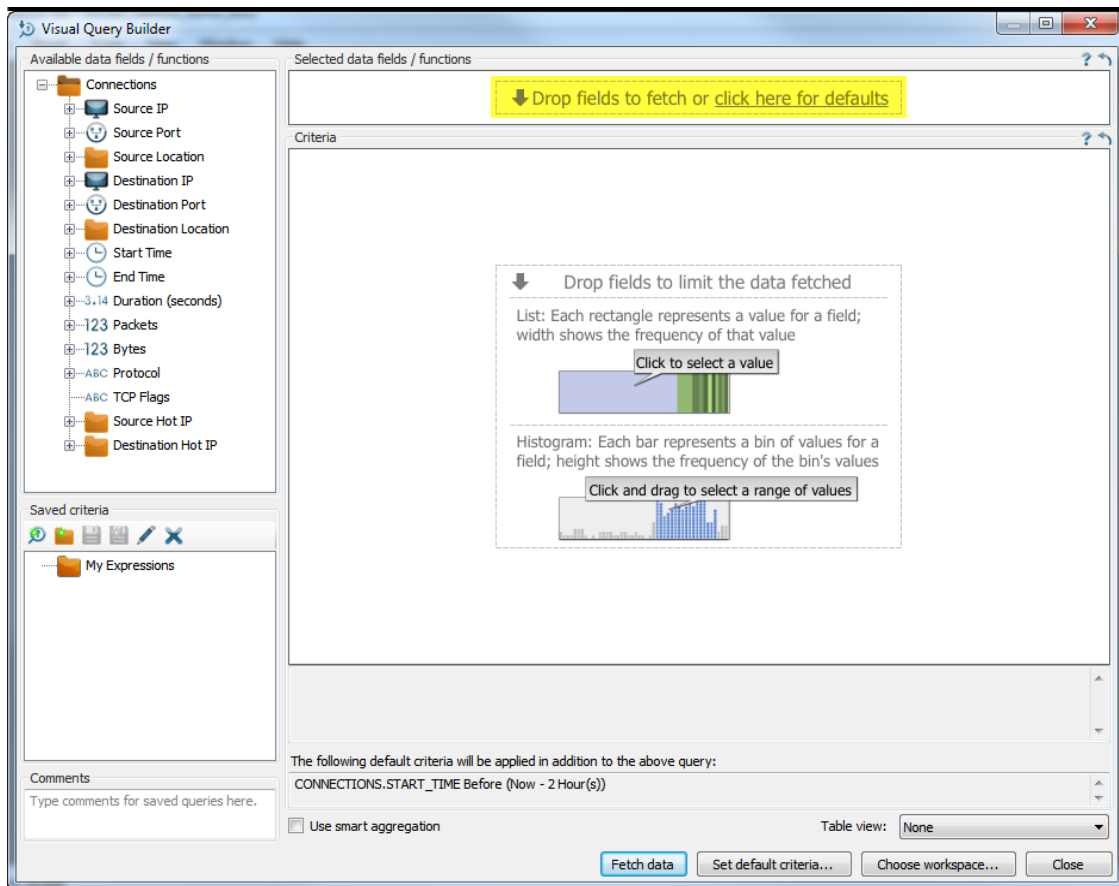 Visual Query Builder
Available data fields / functions
Connections
Source IP
Source Port
Source Location
Destination IP
Destination Port
Destination Location
Start Time
End Time
3.14 Duration (seconds)
123 Packets
123 Bytes
ABC Protocol
ABC TCP Flags
Source Hot IP
Destination Hot IP
Saved criteria
My Expressions
Comments
Type comments for saved queries here.
Selected data fields / functions
?
Drop fields to fetch or click here for defaults
Criteria
?
Drop fields to limit the data fetched
List: Each rectangle represents a value for a field;
width shows the frequency of that value
Click to select a value
Histogram: Each bar represents a bin of values for a
field; height shows the frequency of the bin's values
Click and drag to select a range of values
The following default criteria will be applied in addition to the above query:
CONNECTIONS.START_TIME Before (Now - 2 Hour(s))
Use smart aggregation
Table view: None
Fetch data
Set default criteria...
Choose workspace...
Close